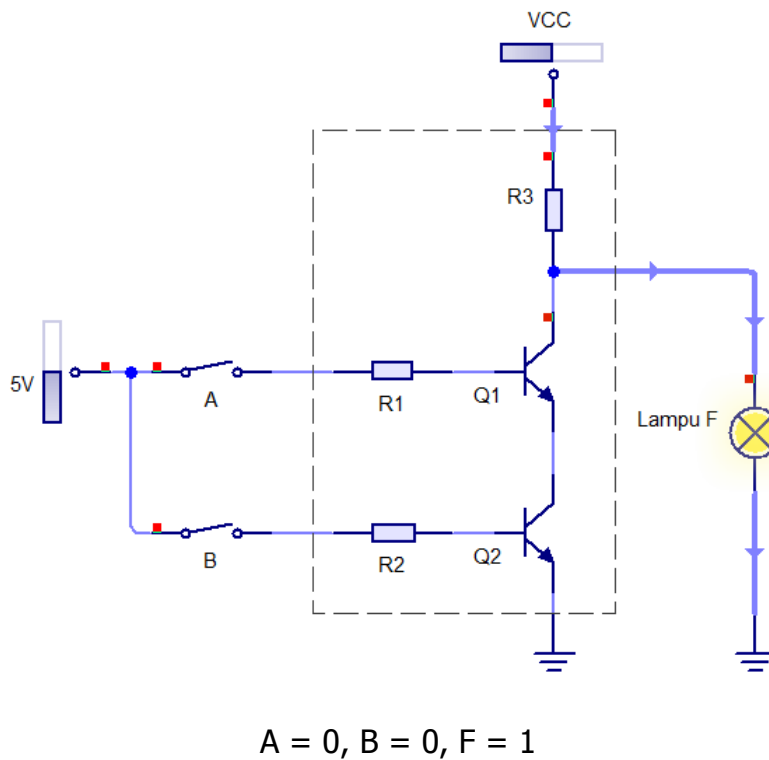 VCC
R3
5V
A
R1
Q1
Lampu F
B
R2
Q2
A = 0, B = 0, F = 1